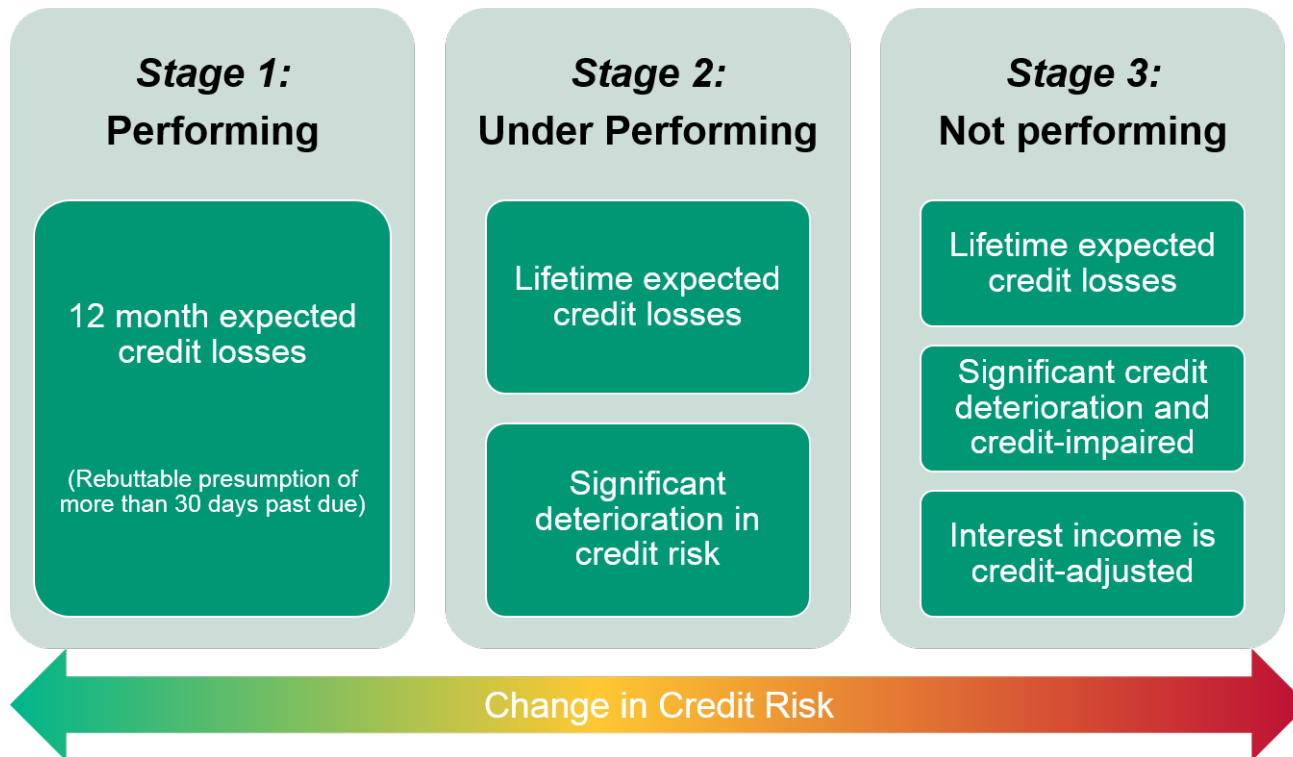 Stage 1:
Performing
12 month expected
credit losses
(Rebuttable presumption of
more than 30 days past due)
Stage 2:
Under Performing
Lifetime expected
credit losses
Significant
deterioration in
credit risk
Stage 3:
Not performing
Lifetime expected
credit losses
Significant credit
deterioration and
credit-impaired
Interest income is
credit-adjusted
Change in Credit Risk